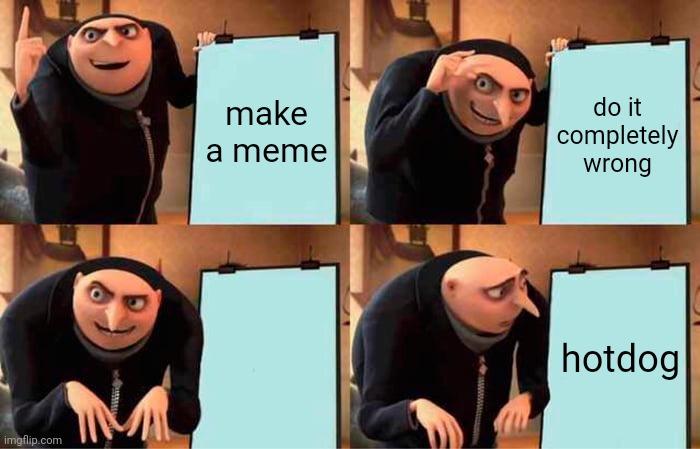 make
a meme
do it
completely
wrong
hotdog
imgflip.com